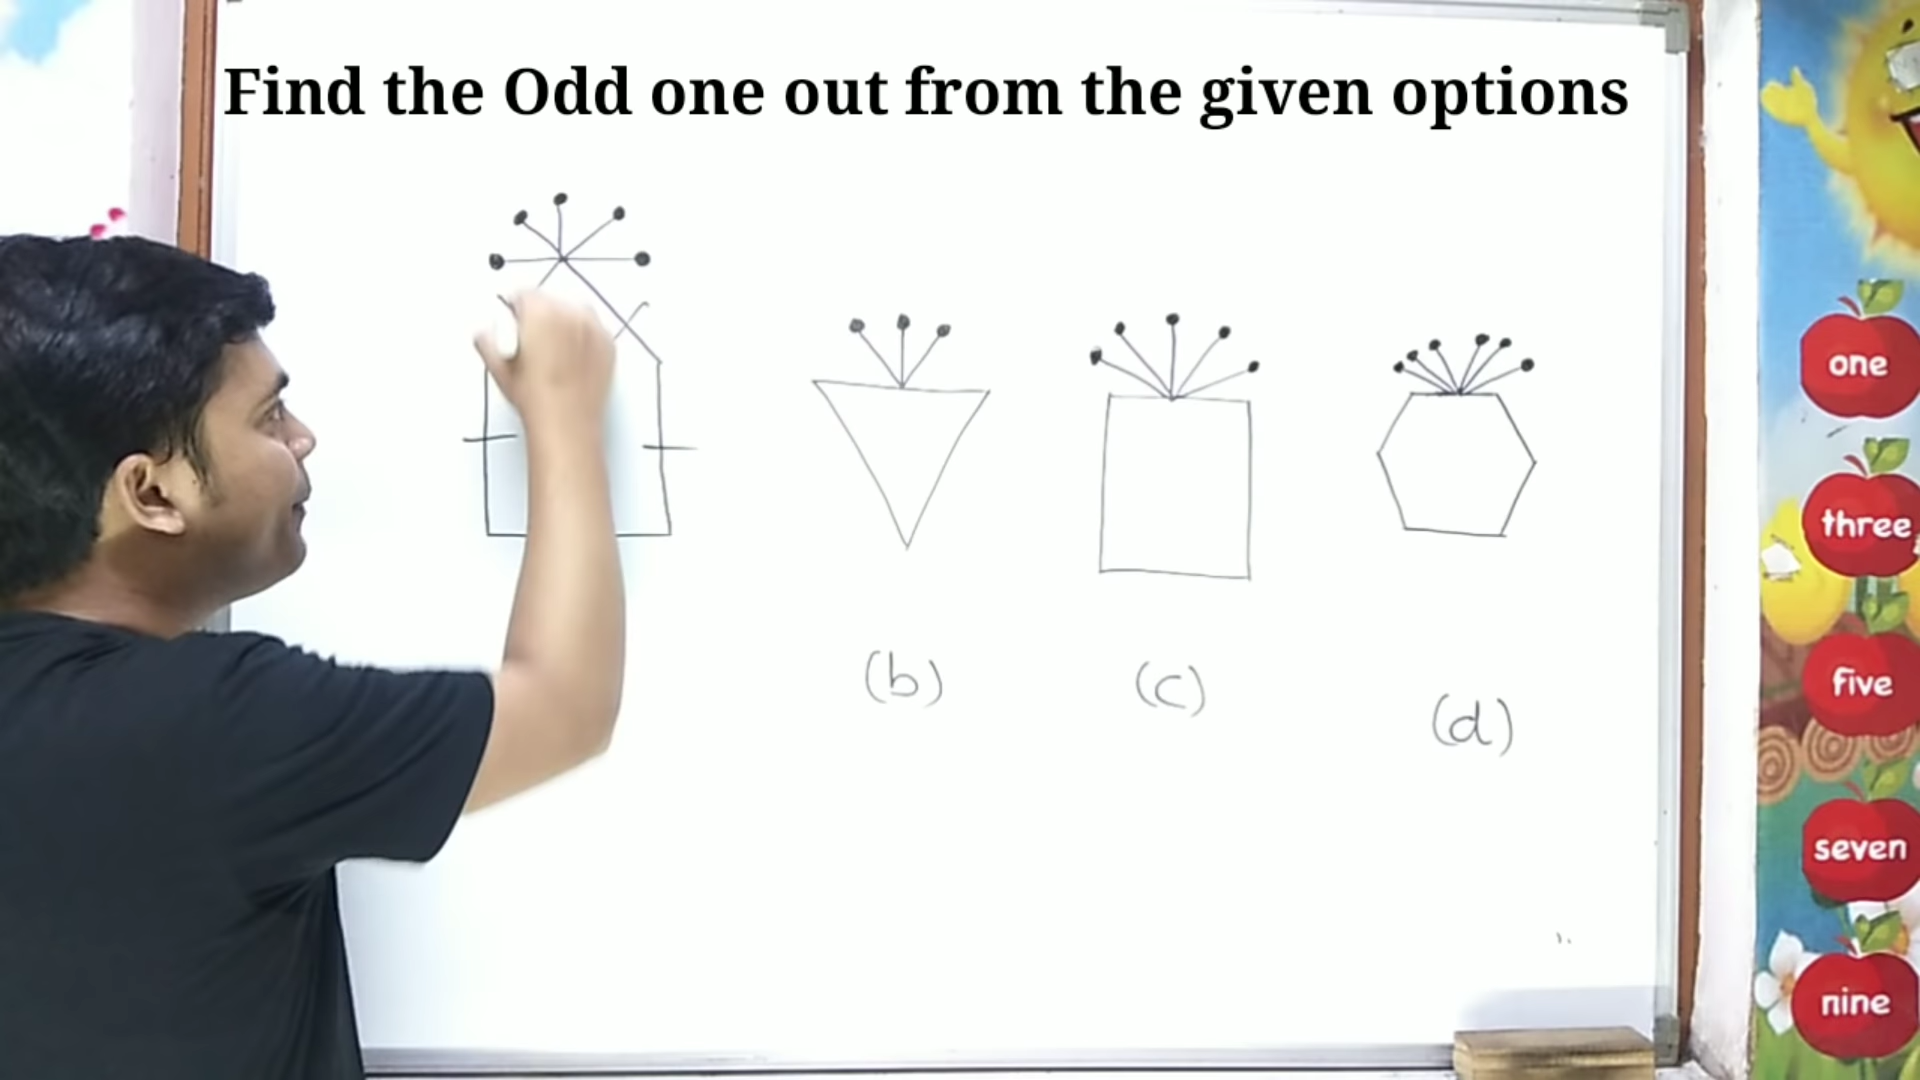 Find the Odd one out from the given options
one
three
five
(b) (c) (d)
seven
nine